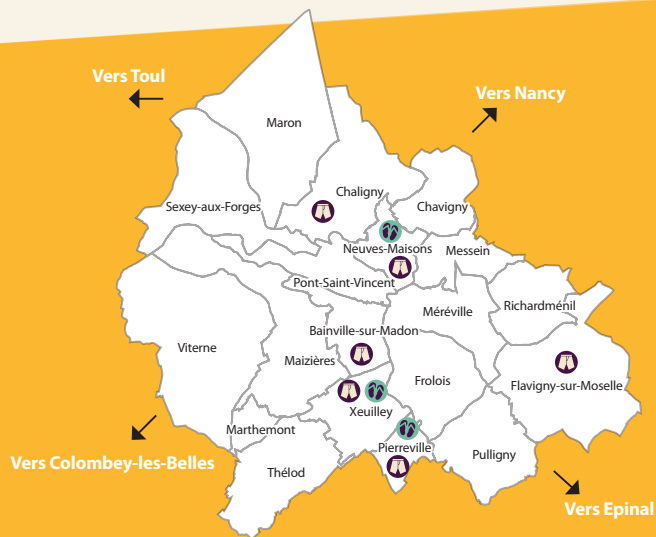 Vers Toul
Vers Nancy
Maron
Chaligny
Sexey-aux-Forges
Chavigny
Neuves-Maisons
Messein
Pont-Saint-Vincent
Richardménil
Méréville
Bainville-sur-Madon
Viterne
Maizières
Frolois
Flavigny-sur-Moselle
Xeuilley
Marthemont
Pierreville
Pulligny
Vers Colombey-les-Belles
Thélod
Vers Epinal